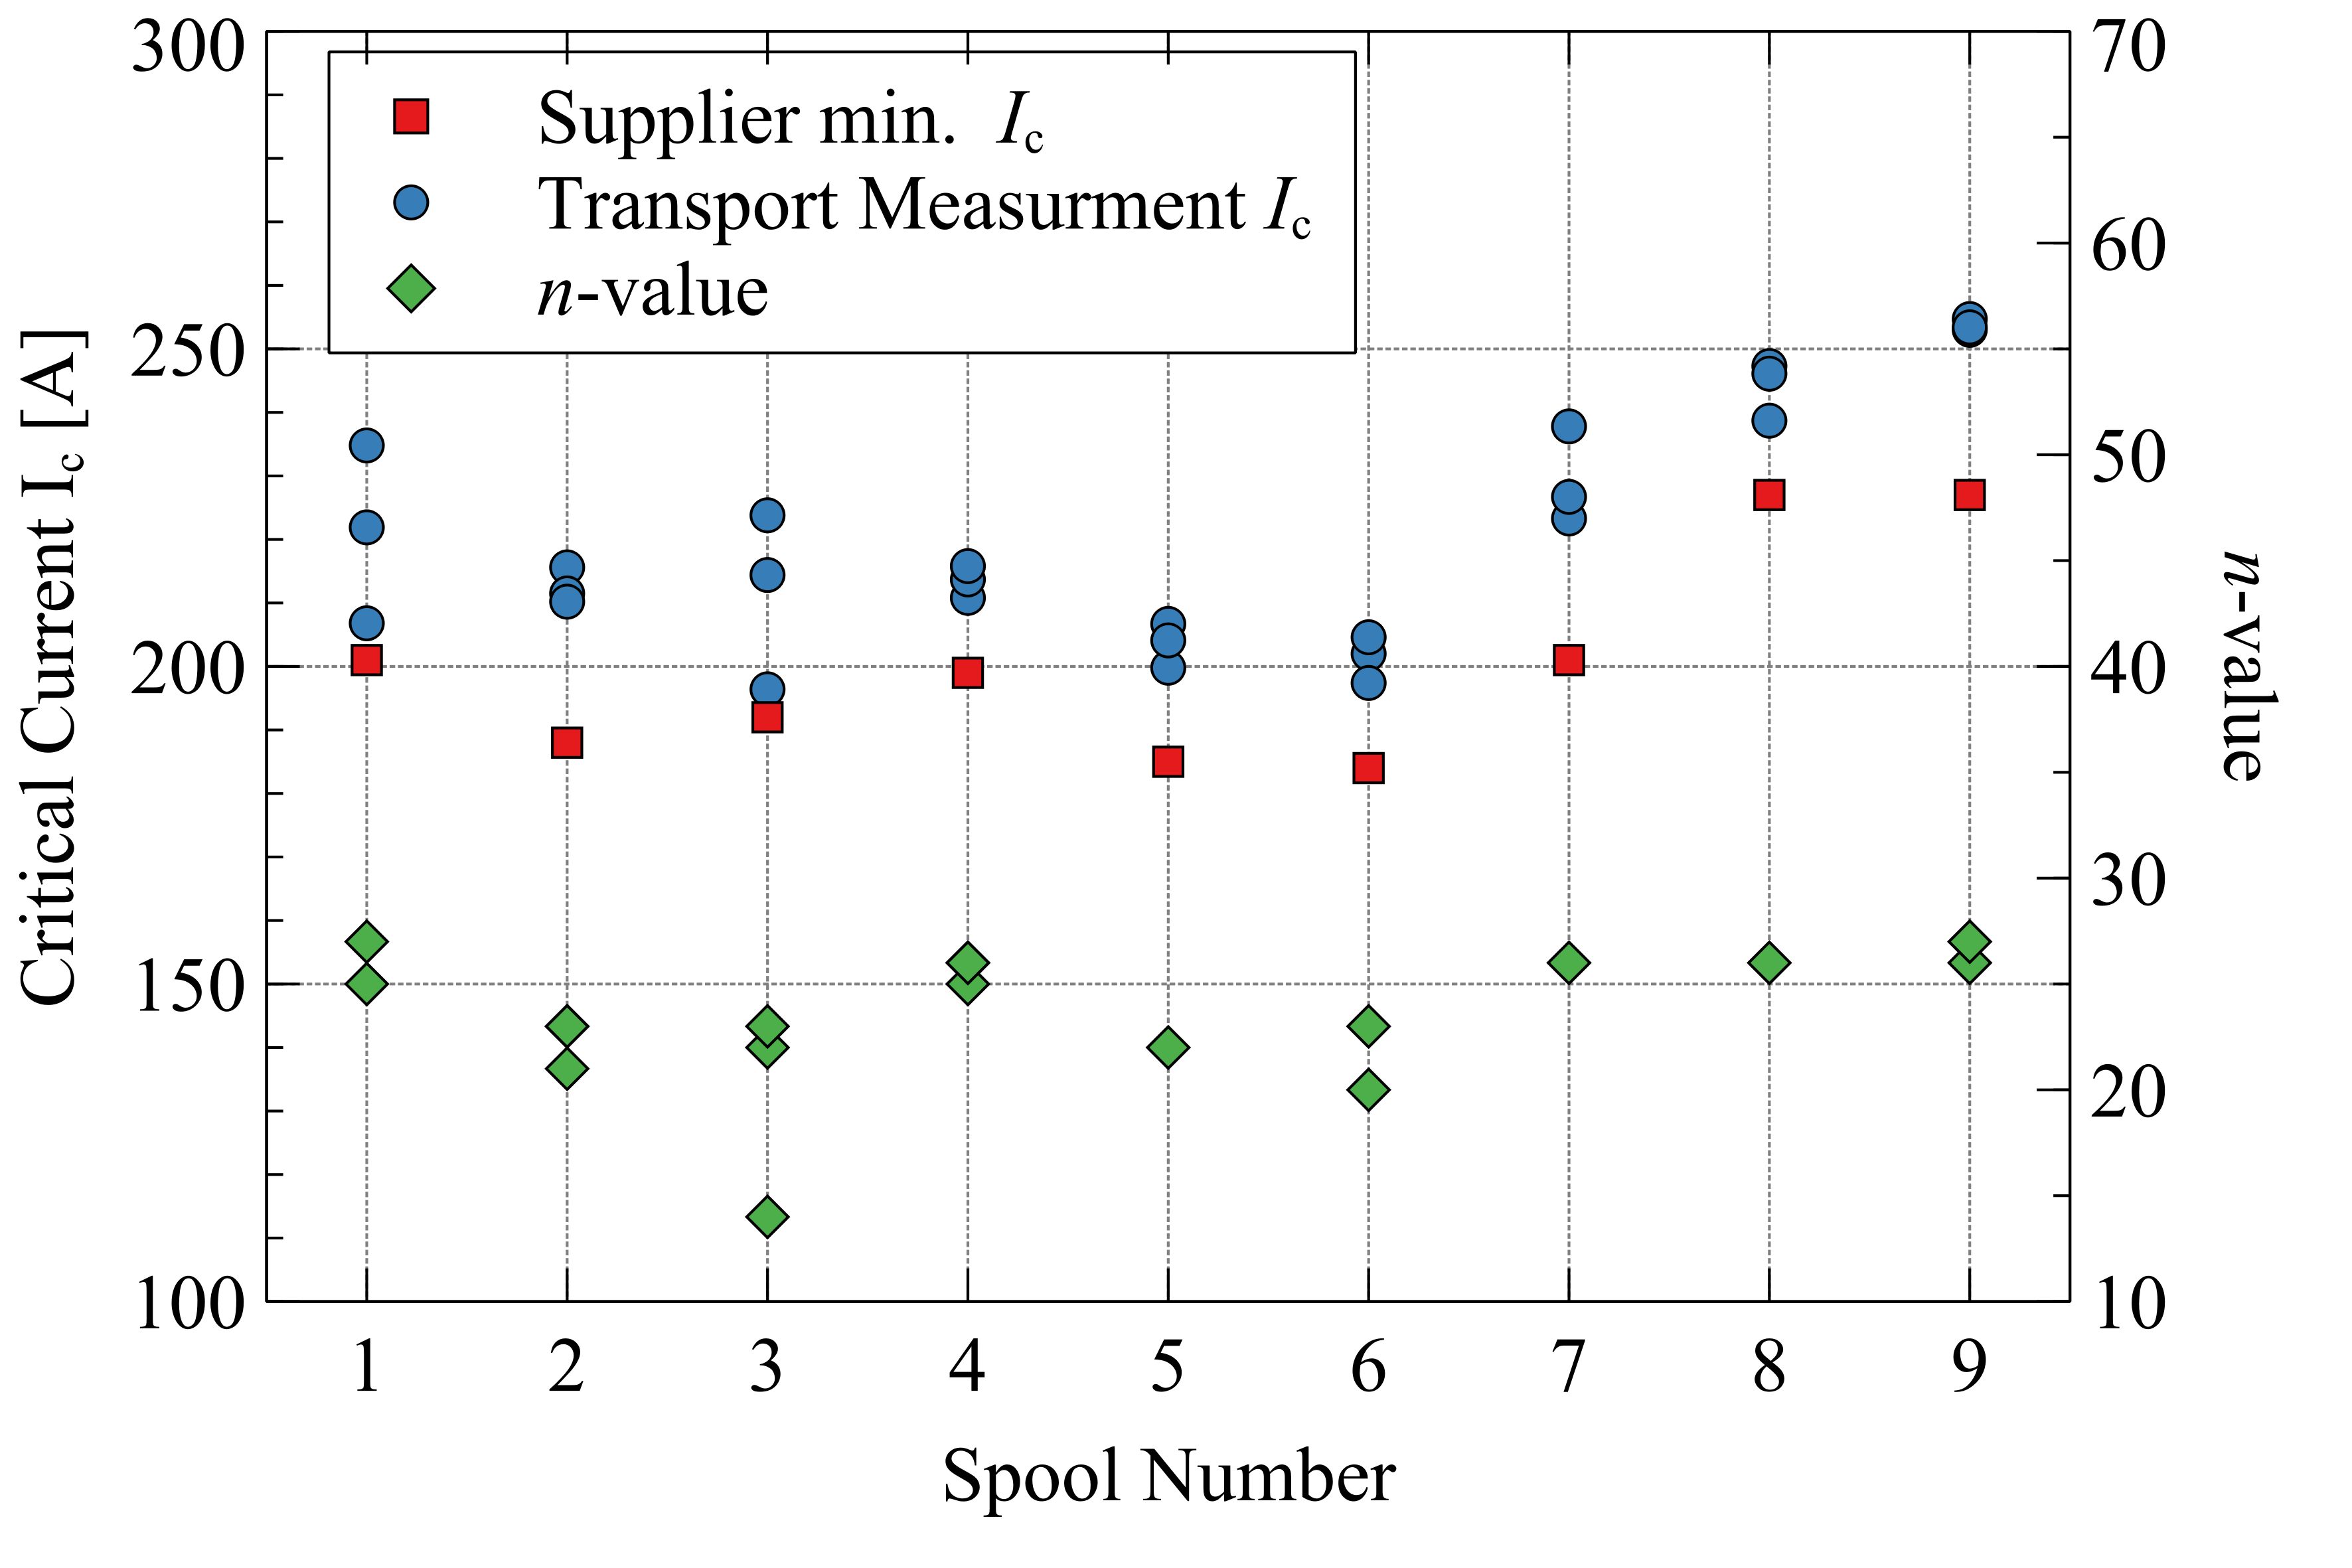 300
250
200
150
100
Critical Current Ic [A]
Supplier min. Ic
Transport Measurment Ic
n-value
70
60
50
40
30
20
10
n-value
1 2 3 4 5 6 7 8 9
Spool Number